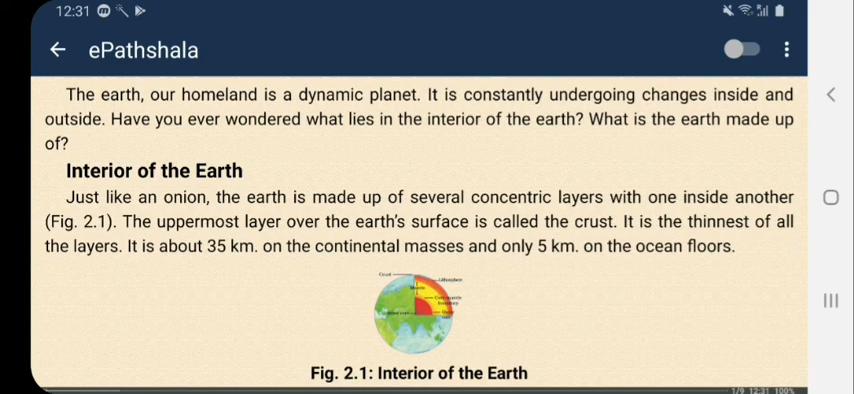 12:31
ePathshala
The earth, our homeland is a dynamic planet. It is constantly undergoing changes inside and
outside. Have you ever wondered what lies in the interior of the earth? What is the earth made up
of?
Interior of the Earth
Just like an onion, the earth is made up of several concentric layers with one inside another
(Fig. 2.1). The uppermost layer over the earth's surface is called the crust. It is the thinnest of all
the layers. It is about 35 km. on the continental masses and only 5 km. on the ocean floors.
Crust
Lithosphere
Mantle
Fig. 2.1: Interior of the Earth
1/9 12:31 100%